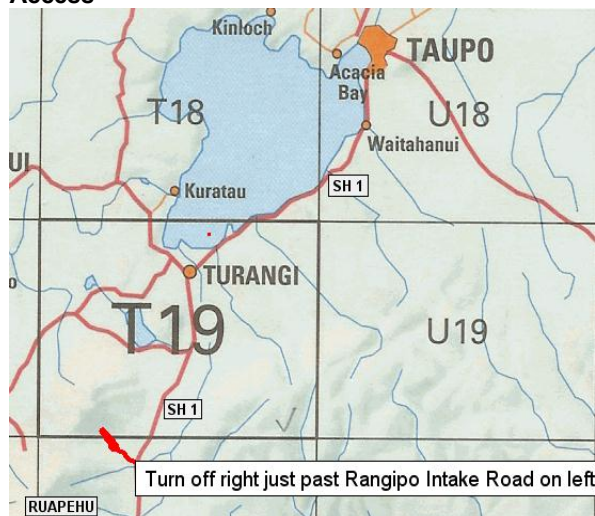 Access
Kinloch
TAUPO
Acacia
Bay
T18
U18
Waitahanui
UI
Kuratau
SH 1
TURANGI
T19
U19
SH 1
Turn off right just past Rangipo Intake Road on left
RUAPEHU